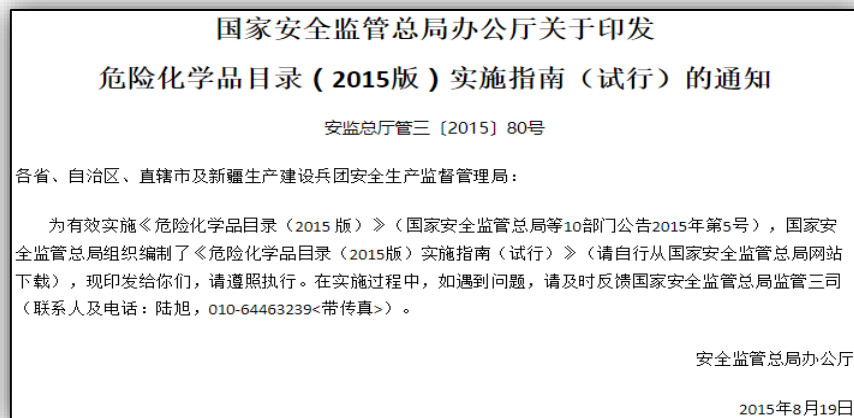 国家安全监管总局办公厅关于印发
危险化学品目录（2015版）实施指南（试行）的通知
安监总厅管三〔2015〕80号
各省、自治区、直辖市及新疆生产建设兵团安全生产监督管理局：
为有效实施《危险化学品目录（2015 版）》（国家安全监管总局等10部门公告2015年第5号），国家安
全监管总局组织编制了《危险化学品目录（2015版）实施指南（试行）》（请自行从国家安全监管总局网站
下载），现印发给你们，请遵照执行。在实施过程中，如遇到问题，请及时反馈国家安全监管总局监管三司
（联系人及电话：陆旭，010-64463239<带传真>）。
安全监管总局办公厅
2015年8月19日